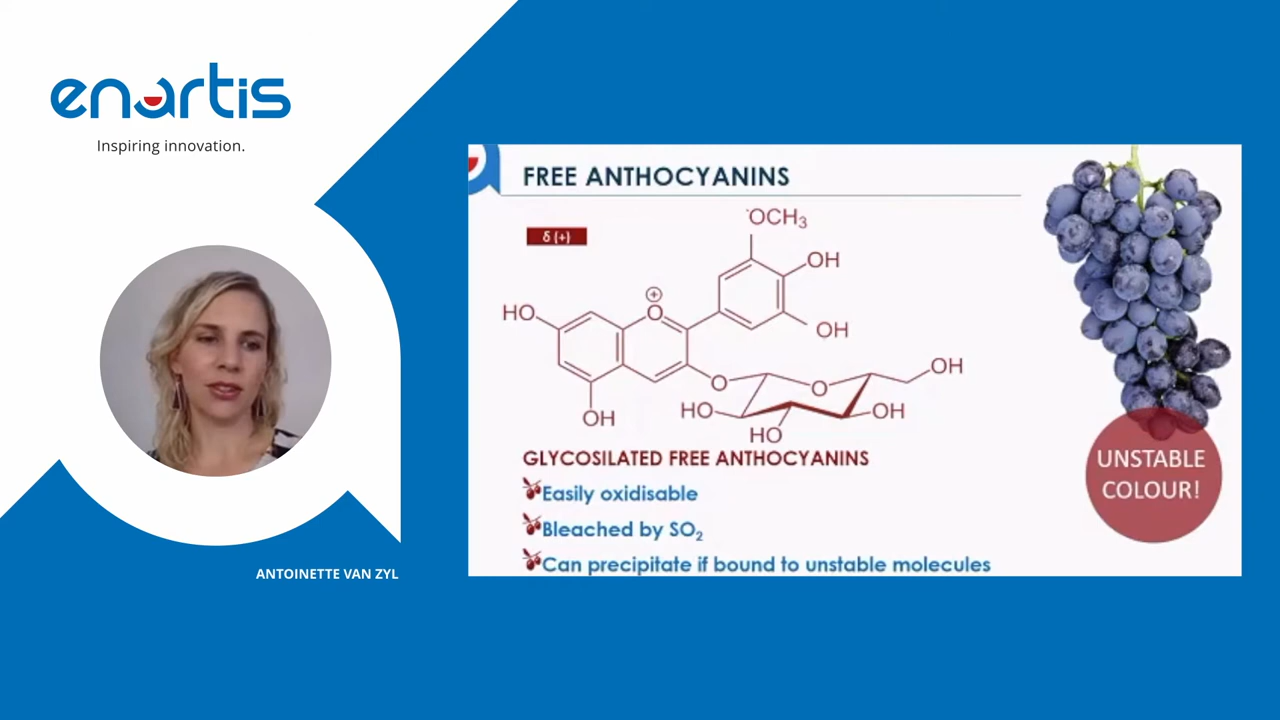 enartis
Inspiring innovation.
ANTOINETTE VAN ZYL
FREE ANTHOCYANINS
δ (+)
OCH₃
OH
OH
HO
O
+
OH
O
O
OH
HO
OH
HO
GLYCOSILATED FREE ANTHOCYANINS
Easily oxidisable
Bleached by SO₂
Can precipitate if bound to unstable molecules
UNSTABLE
COLOUR!